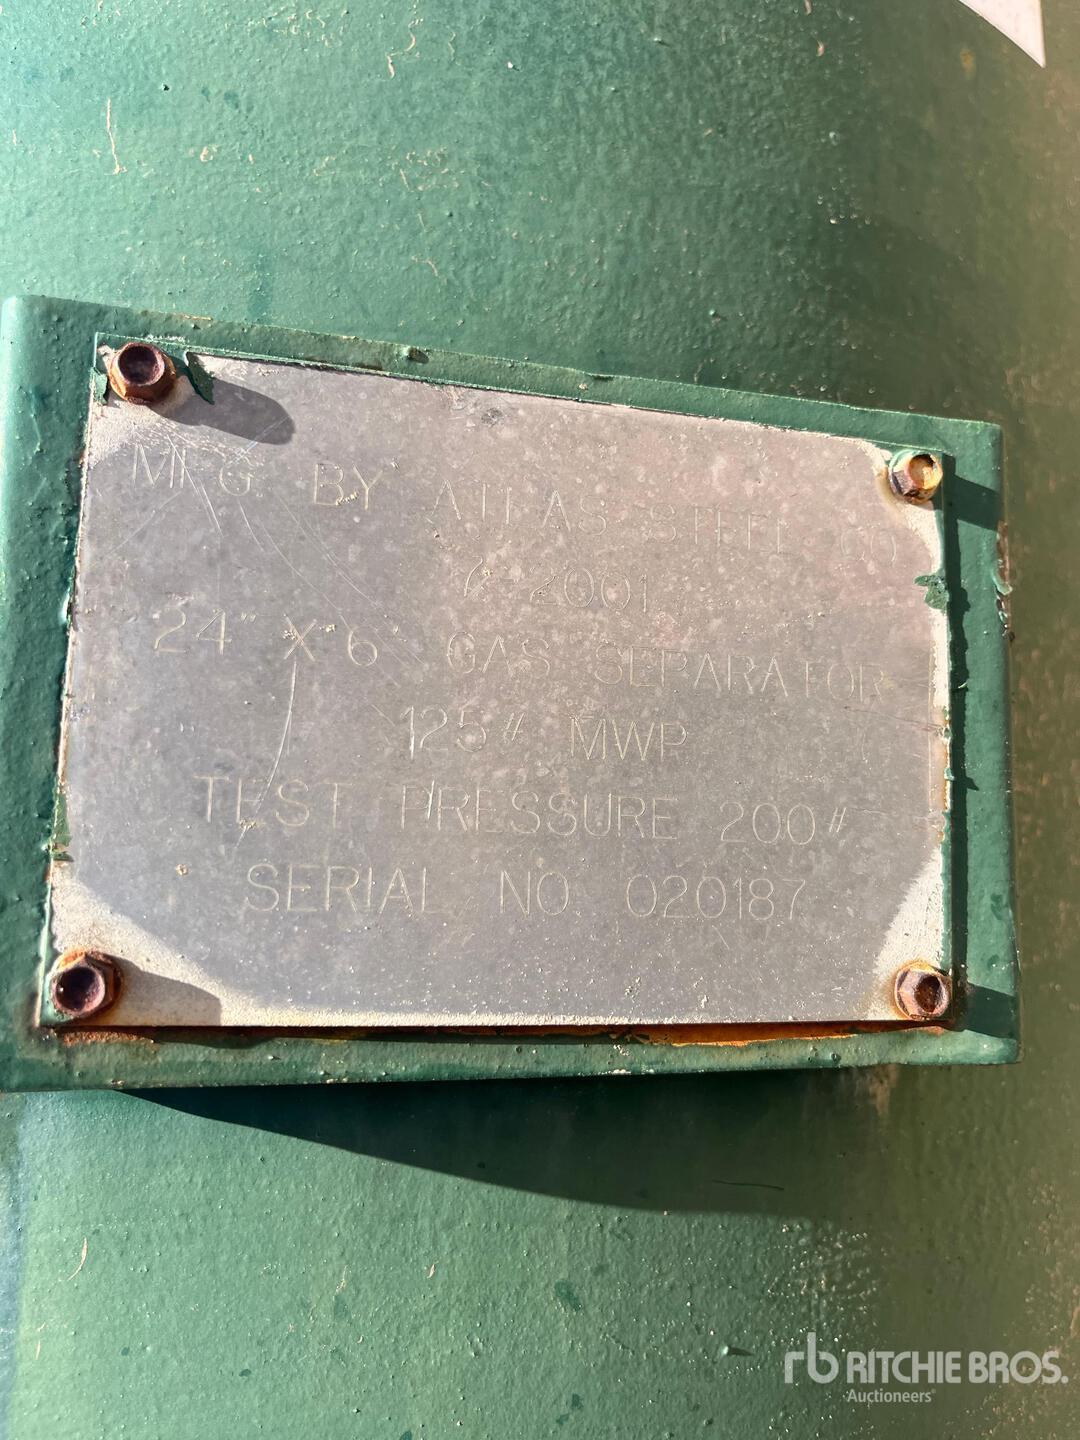 MFG BY ATLAS STEEL CO
7-2001
24" X 6' GAS SEPARATOR
125# MWP
TEST PRESSURE 200#
SERIAL NO 020187
rb RITCHIE BROS.
Auctioneers